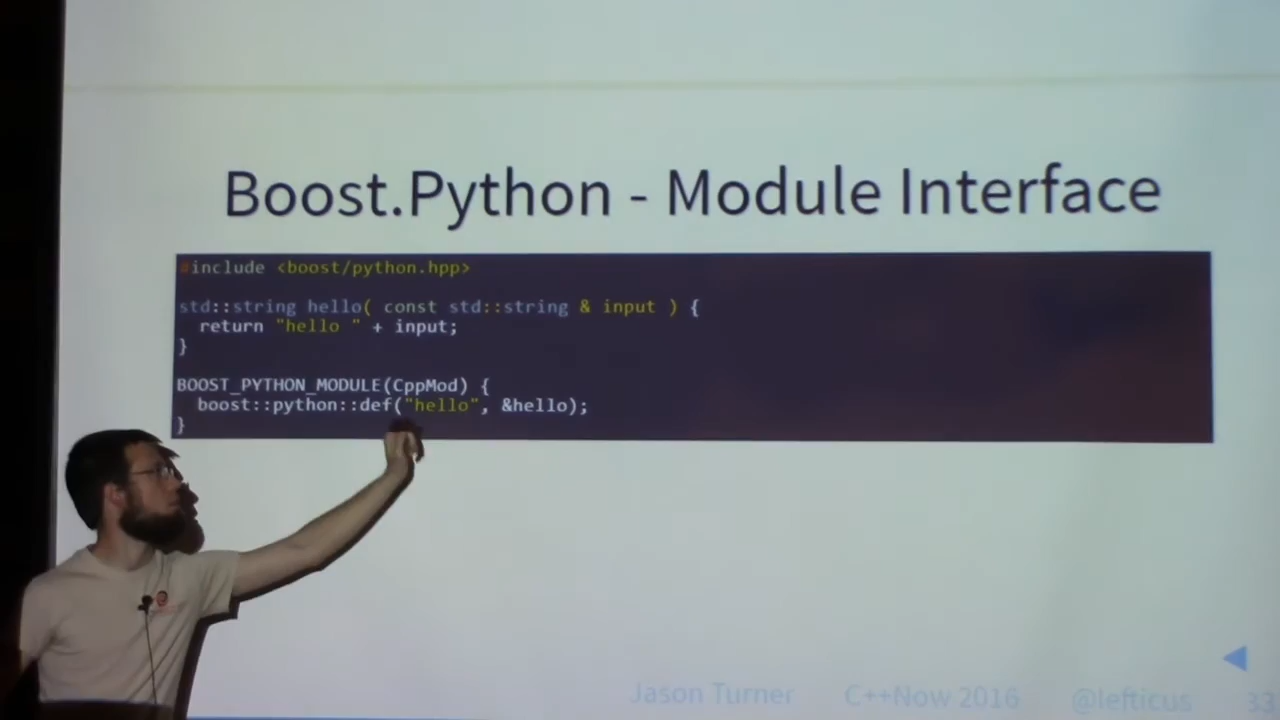 Boost.Python - Module Interface
#include <boost/python.hpp>
std::string hello( const std::string & input ) {
return "hello " + input;
}
BOOST_PYTHON_MODULE(CppMod) {
boost::python::def("hello", &hello);
}
Jason Turner C++Now 2016 @lefticus 33